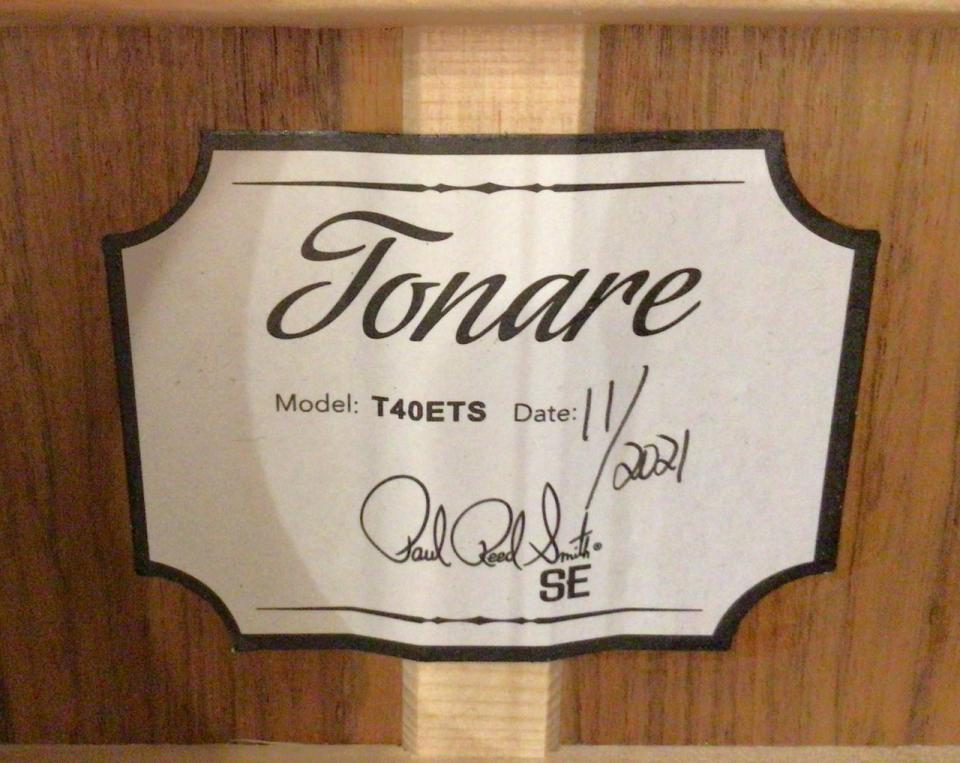 Tonare
Model: T40ETS Date: 11/
2021
Paul Reed Smith®
SE